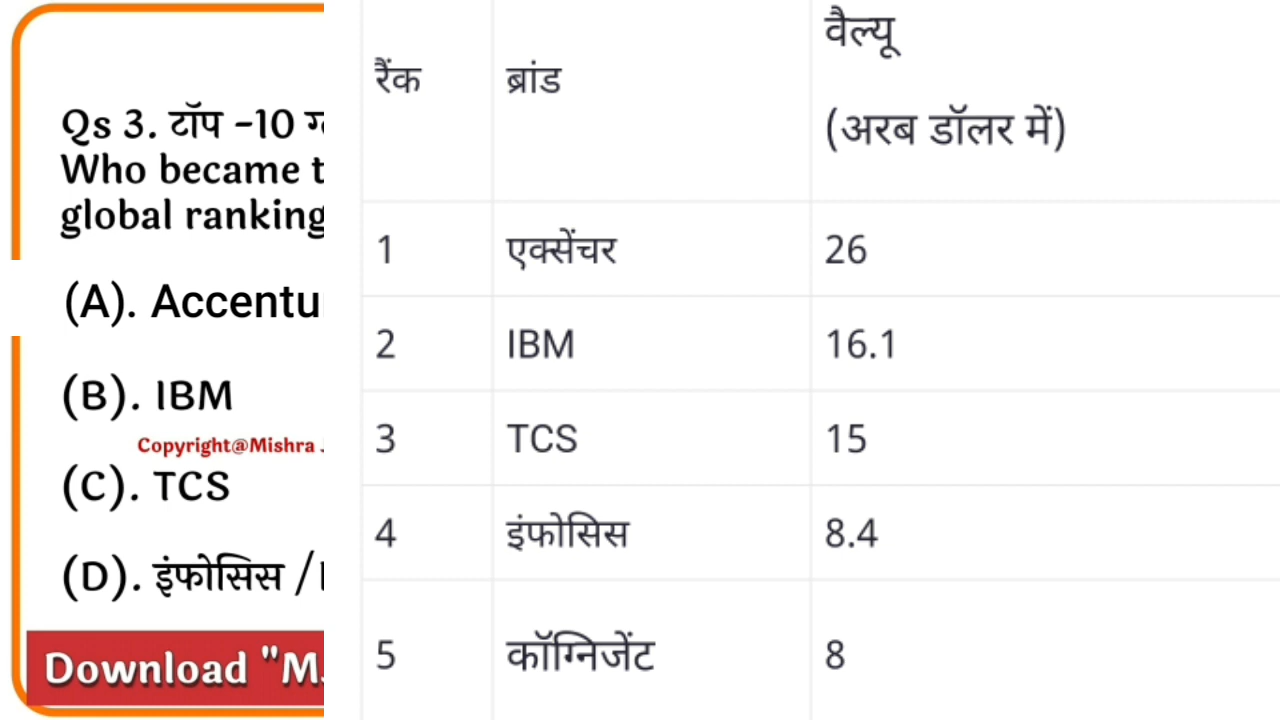 Qs 3. टॉप -10
Who became
global ranking
(A). Accentu
(B). IBM
Copyright@Mishra
(C). TCS
(D). इंफोसिस /
Download "M
रैंक ब्रांड वैल्यू
(अरब डॉलर में)
1 एक्सेंचर 26
2 IBM 16.1
3 TCS 15
4 इंफोसिस 8.4
5 कॉग्निजेंट 8